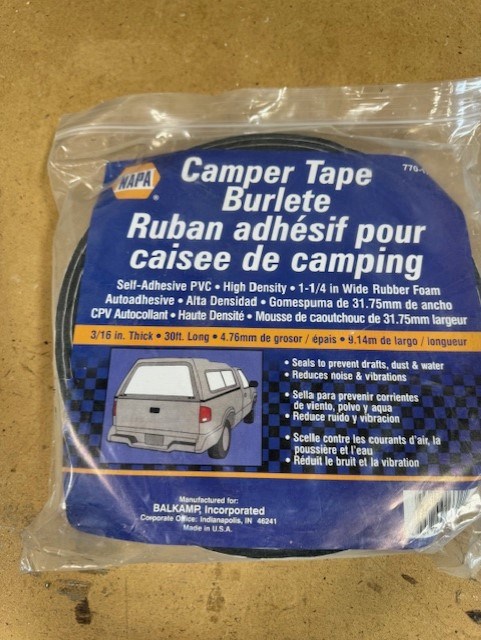 NAPA
®
770-
Camper Tape
Burlete
Ruban adhésif pour
caisee de camping
Self-Adhesive PVC • High Density • 1-1/4 in Wide Rubber Foam
Autoadhesive • Alta Densidad • Gomespuma de 31.75mm de ancho
CPV Autocollant • Haute Densité • Mousse de caoutchouc de 31.75mm largeur
3/16 in. Thick • 30ft. Long • 4.76mm de grosor / épais • 9.14m de largo / longueur
• Seals to prevent drafts, dust & water
• Reduces noise & vibrations
• Sella para prevenir corrientes
de viento, polvo y aqua
• Reduce ruido y vibracion
• Scelle contre les courants d'air, la
poussière et l'eau
• Réduit le bruit et la vibration
Manufactured for:
BALKAMP, Incorporated
Corporate Office: Indianapolis, IN 46241
Made in U.S.A.